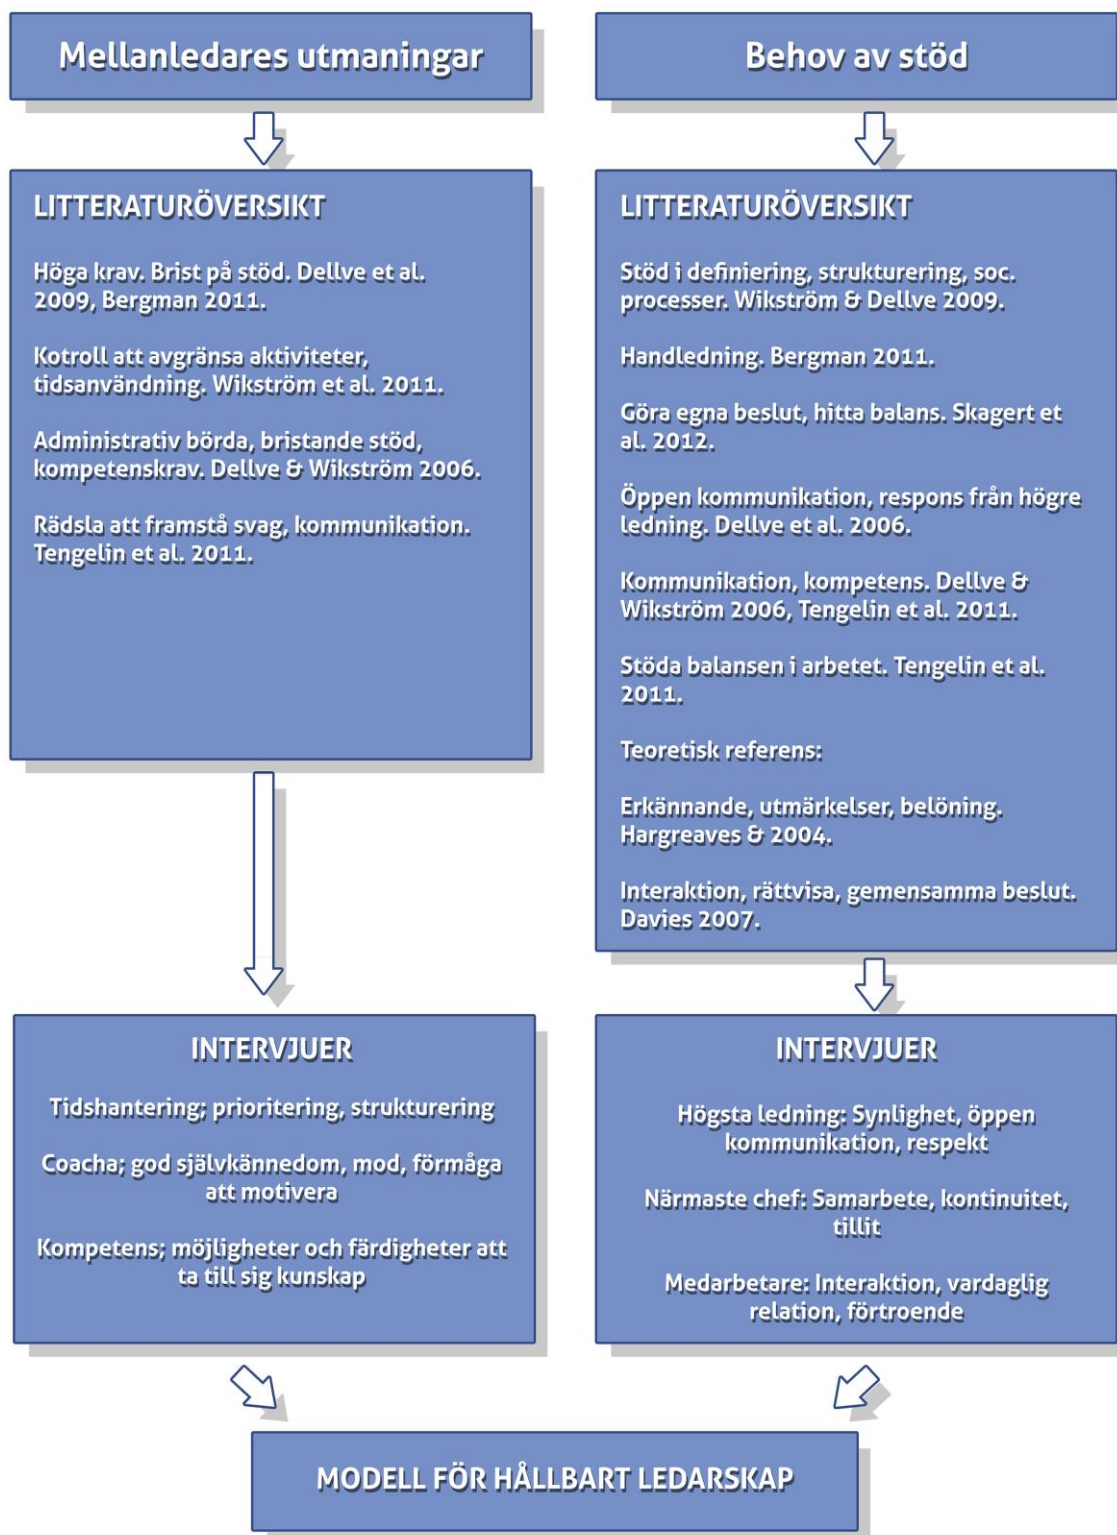 Mellanledares utmaningar
LITTERATURÖVERSIKT
Höga krav. Brist på stöd. Dellve et al.
2009, Bergman 2011.
Kotroll att avgränsa aktiviteter,
tidsanvändning. Wikström et al. 2011.
Administrativ börda, bristande stöd,
kompetenskrav. Dellve & Wikström 2006.
Rädsla att framstå svag, kommunikation.
Tengelin et al. 2011.
INTERVJUER
Tidshantering; prioritering, strukturering
Coacha; god självkännedom, mod, förmåga
att motivera
Kompetens; möjligheter och färdigheter att
ta till sig kunskap
Behov av stöd
LITTERATURÖVERSIKT
Stöd i definiering, strukturering, soc.
processer. Wikström & Dellve 2009.
Handledning. Bergman 2011.
Göra egna beslut, hitta balans. Skagert et
al. 2012.
Öppen kommunikation, respons från högre
ledning. Dellve et al. 2006.
Kommunikation, kompetens. Dellve &
Wikström 2006, Tengelin et al. 2011.
Stöda balansen i arbetet. Tengelin et al.
2011.
Teoretisk referens:
Erkännande, utmärkelser, belöning.
Hargreaves & 2004.
Interaktion, rättvisa, gemensamma beslut.
Davies 2007.
INTERVJUER
Högsta ledning: Synlighet, öppen
kommunikation, respekt
Närmaste chef: Samarbete, kontinuitet,
tillit
Medarbetare: Interaktion, vardaglig
relation, förtroende
MODELL FÖR HÅLLBART LEDARSKAP